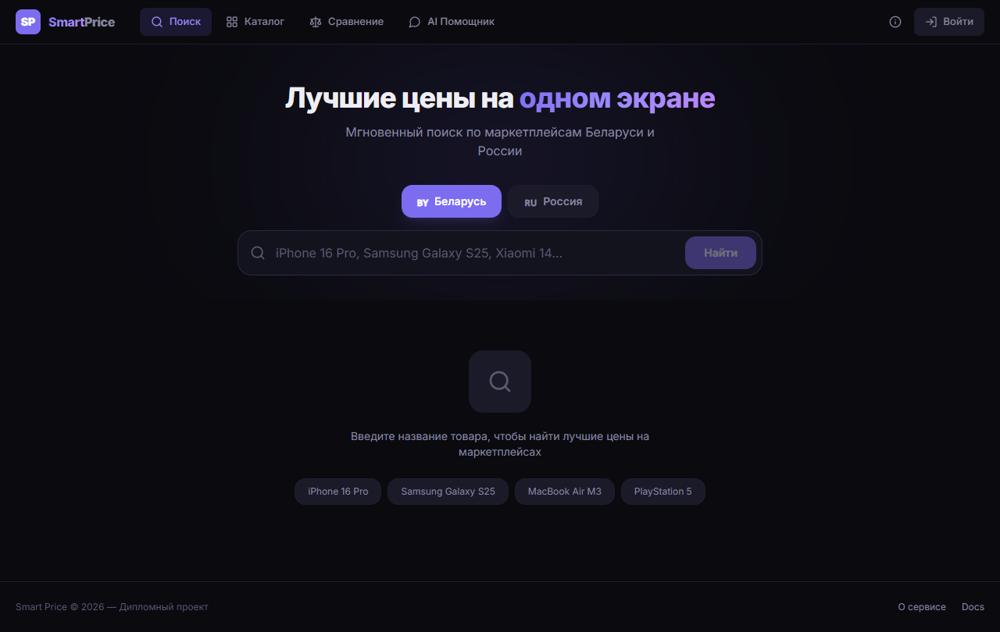 SP SmartPrice Поиск Каталог Сравнение AI Помощник Войти
Лучшие цены на одном экране
Мгновенный поиск по маркетплейсам Беларуси и
России
BY Беларусь RU Россия
iPhone 16 Pro, Samsung Galaxy S25, Xiaomi 14... Найти
Введите название товара, чтобы найти лучшие цены на
маркетплейсах
iPhone 16 Pro Samsung Galaxy S25 MacBook Air M3 PlayStation 5
Smart Price © 2026 — Дипломный проект О сервисе Docs